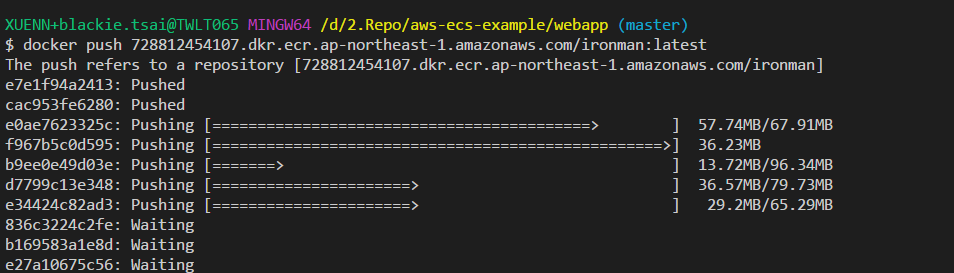 XUENN+blackie.tsai@TWLT065 MINGW64 /d/2.Repo/aws-ecs-example/webapp (master)
$ docker push 728812454107.dkr.ecr.ap-northeast-1.amazonaws.com/ironman:latest
The push refers to a repository [728812454107.dkr.ecr.ap-northeast-1.amazonaws.com/ironman]
e7e1f94a2413: Pushed
cac953fe6280: Pushed
e0ae7623325c: Pushing [==========================================>        ]  57.74MB/67.91MB
f967b5c0d595: Pushing [==================================================>]  36.23MB
b9ee0e49d03e: Pushing [=======>                                           ]  13.72MB/96.34MB
d7799c13e348: Pushing [======================>                            ]  36.57MB/79.73MB
e34424c82ad3: Pushing [======================>                            ]   29.2MB/65.29MB
836c3224c2fe: Waiting
b169583a1e8d: Waiting
e27a10675c56: Waiting